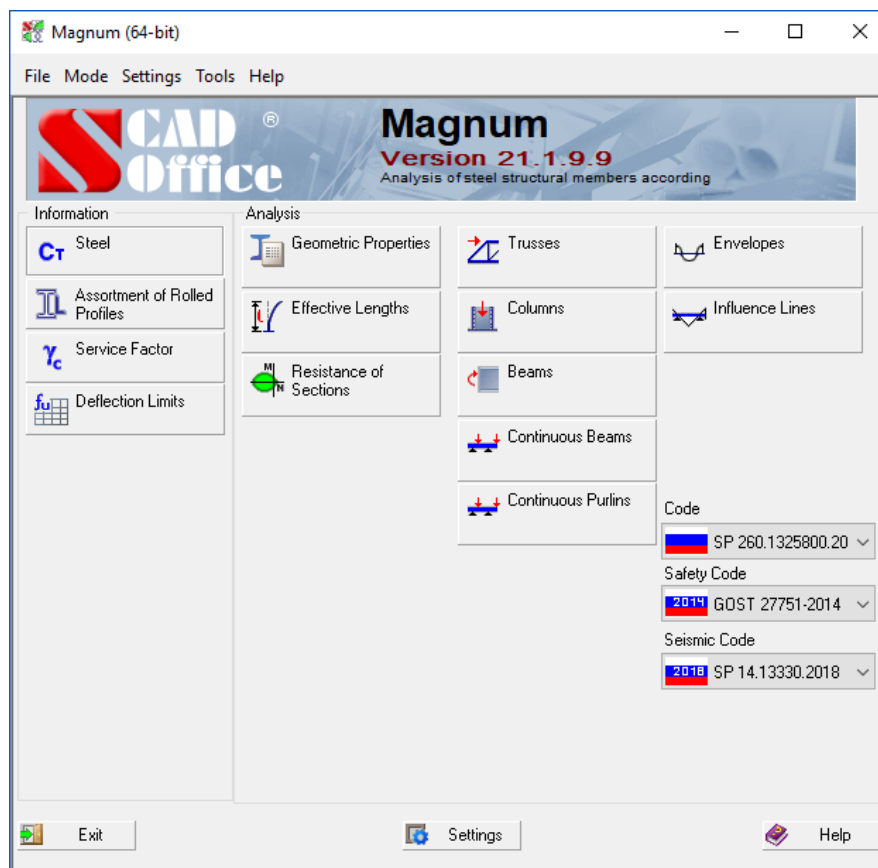 Magnum (64-bit)
File Mode Settings Tools Help
SCAD Office ®
Magnum
Version 21.1.9.9
Analysis of steel structural members according
Information
Steel
Assortment of Rolled
Profiles
Service Factor
Deflection Limits
Analysis
Geometric Properties
Effective Lengths
Resistance of
Sections
Trusses
Columns
Beams
Continuous Beams
Continuous Purlins
Envelopes
Influence Lines
Code
SP 260.1325800.20
Safety Code
2014 GOST 27751-2014
Seismic Code
2018 SP 14.13330.2018
Exit
Settings
Help